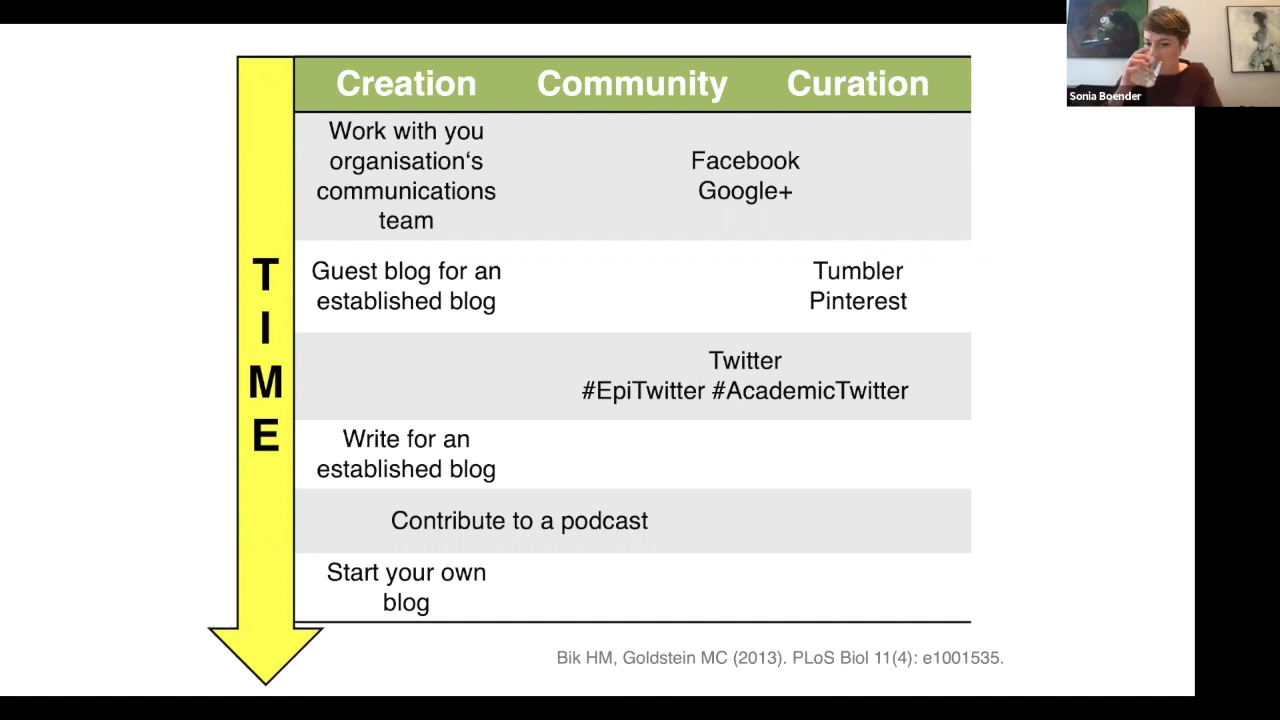 Creation Community Curation
Work with you
organisation‘s
communications
team
Facebook
Google+
Guest blog for an
established blog
Tumbler
Pinterest
Twitter
#EpiTwitter #AcademicTwitter
Write for an
established blog
Contribute to a podcast
Start your own
blog
T
I
M
E
Bik HM, Goldstein MC (2013). PLoS Biol 11(4): e1001535.
Sonia Boender